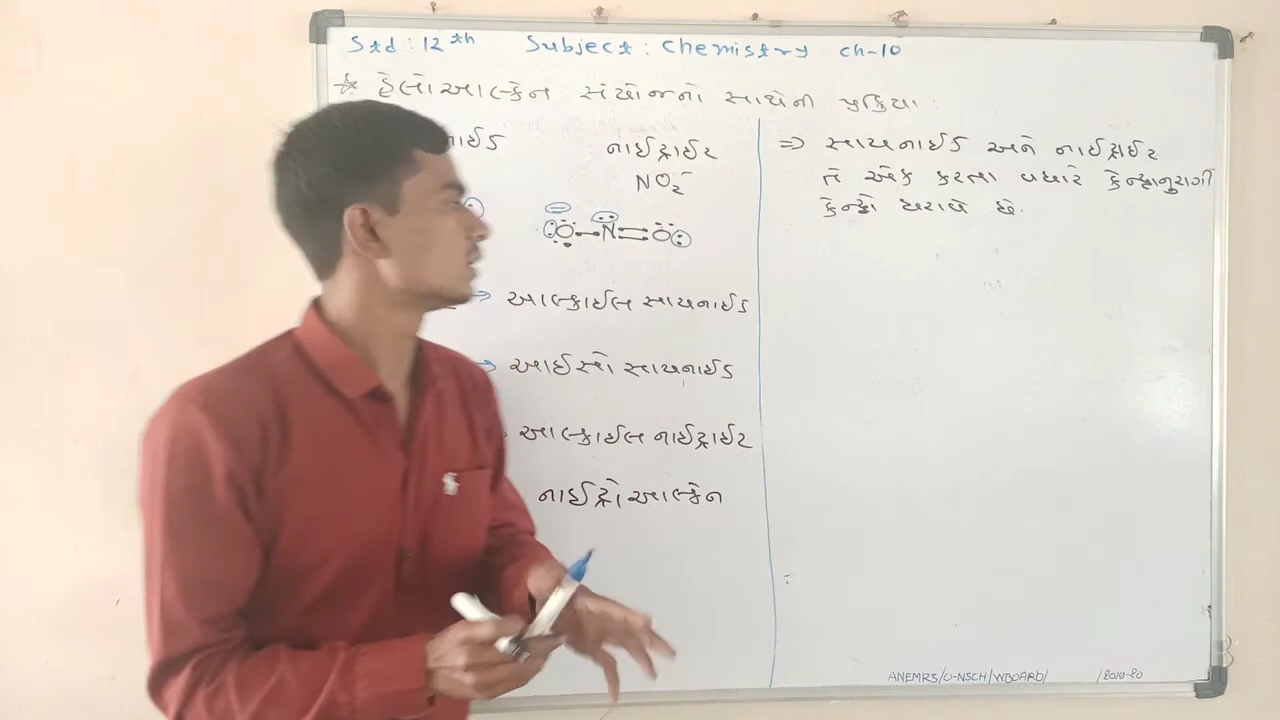 Std : 12th Subject : Chemistry ch-10
* હેલોઆલ્કેન સંયોજનો સાથેની પ્રક્રિયા :
નાઈટ્રાઈટ
NO2⁻
O-N=O
આલ્કાઈલ સાયનાઈડ
આઈસો સાયનાઈડ
આલ્કાઈલ નાઈટ્રાઈટ
નાઈટ્રો આલ્કેન
⇒ સાયનાઈડ અને નાઈટ્રાઈટ
તે એક કરતા વધારે કેન્દ્રાનુરાગી
કેન્દ્રો ધરાવે છે.